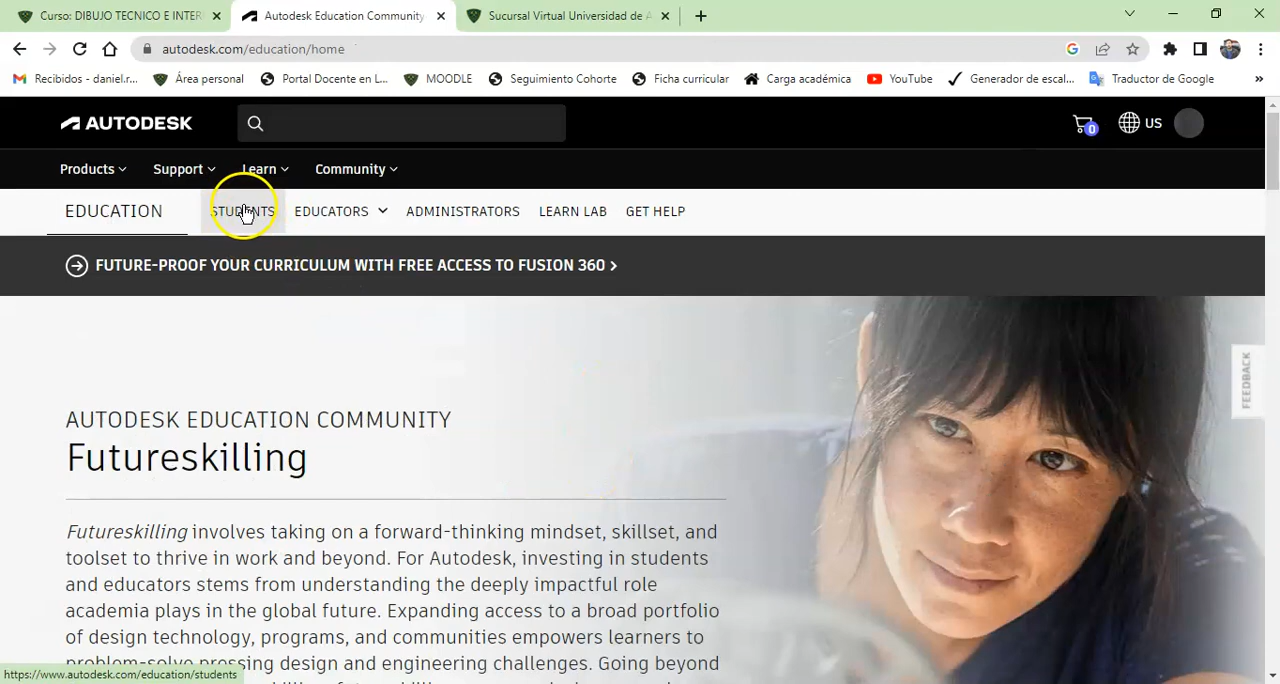 Curso: DIBUJO TECNICO E INTER
Autodesk Education Community
Sucursal Virtual Universidad de A
autodesk.com/education/home
Recibidos - daniel.r...
Área personal
Portal Docente en L...
MOODLE
Seguimiento Cohorte
Ficha curricular
Carga académica
YouTube
Generador de escal...
Traductor de Google
»
AUTODESK
0
US
Products
Support
Learn
Community
EDUCATION
STUDENTS
EDUCATORS
ADMINISTRATORS
LEARN LAB
GET HELP
FUTURE-PROOF YOUR CURRICULUM WITH FREE ACCESS TO FUSION 360 >
FEEDBACK
AUTODESK EDUCATION COMMUNITY
Futureskilling
Futureskilling involves taking on a forward-thinking mindset, skillset, and
toolset to thrive in work and beyond. For Autodesk, investing in students
and educators stems from understanding the deeply impactful role
academia plays in the global future. Expanding access to a broad portfolio
of design technology, programs, and communities empowers learners to
problem-solve pressing design and engineering challenges. Going beyond
https://www.autodesk.com/education/students